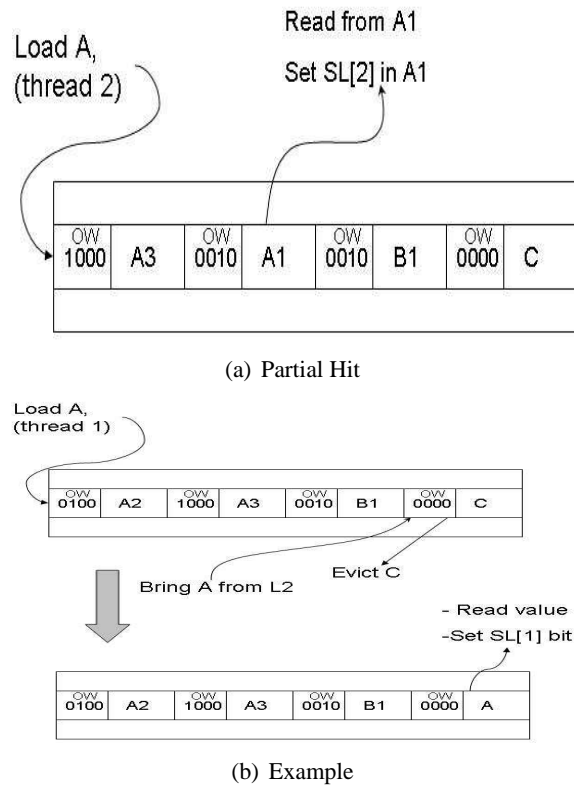 Load A,
(thread 2)
Read from A1
Set SL[2] in A1
OW OW OW OW
1000 A3 0010 A1 0010 B1 0000 C
(a) Partial Hit
Load A,
(thread 1)
OW OW OW OW
0100 A2 1000 A3 0010 B1 0000 C
Bring A from L2
Evict C
- Read value
-Set SL[1] bit
OW OW OW OW
0100 A2 1000 A3 0010 B1 0000 A
(b) Example